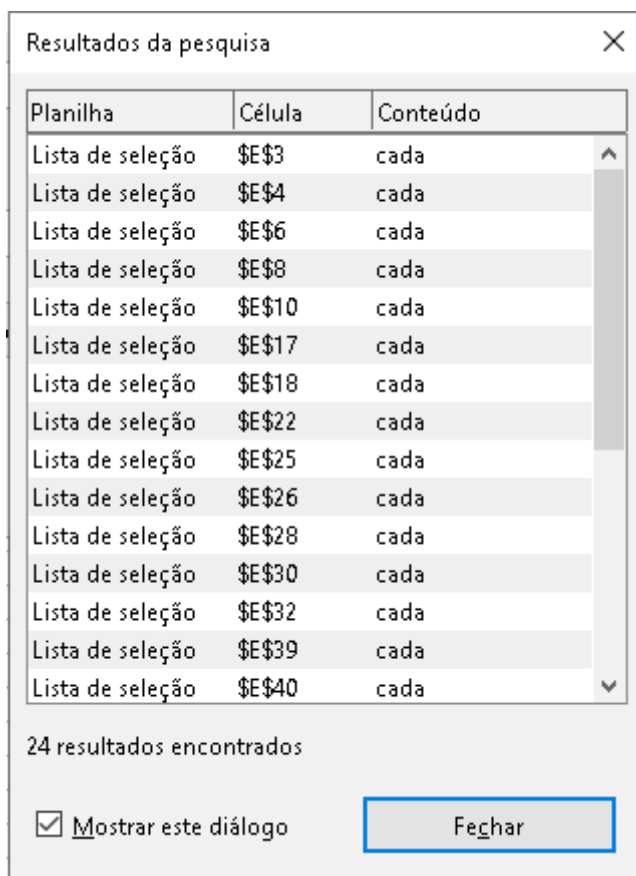 Resultados da pesquisa
Planilha Célula Conteúdo
Lista de seleção $E$3 cada
Lista de seleção $E$4 cada
Lista de seleção $E$6 cada
Lista de seleção $E$8 cada
Lista de seleção $E$10 cada
Lista de seleção $E$17 cada
Lista de seleção $E$18 cada
Lista de seleção $E$22 cada
Lista de seleção $E$25 cada
Lista de seleção $E$26 cada
Lista de seleção $E$28 cada
Lista de seleção $E$30 cada
Lista de seleção $E$32 cada
Lista de seleção $E$39 cada
Lista de seleção $E$40 cada
24 resultados encontrados
Mostrar este diálogo Fechar